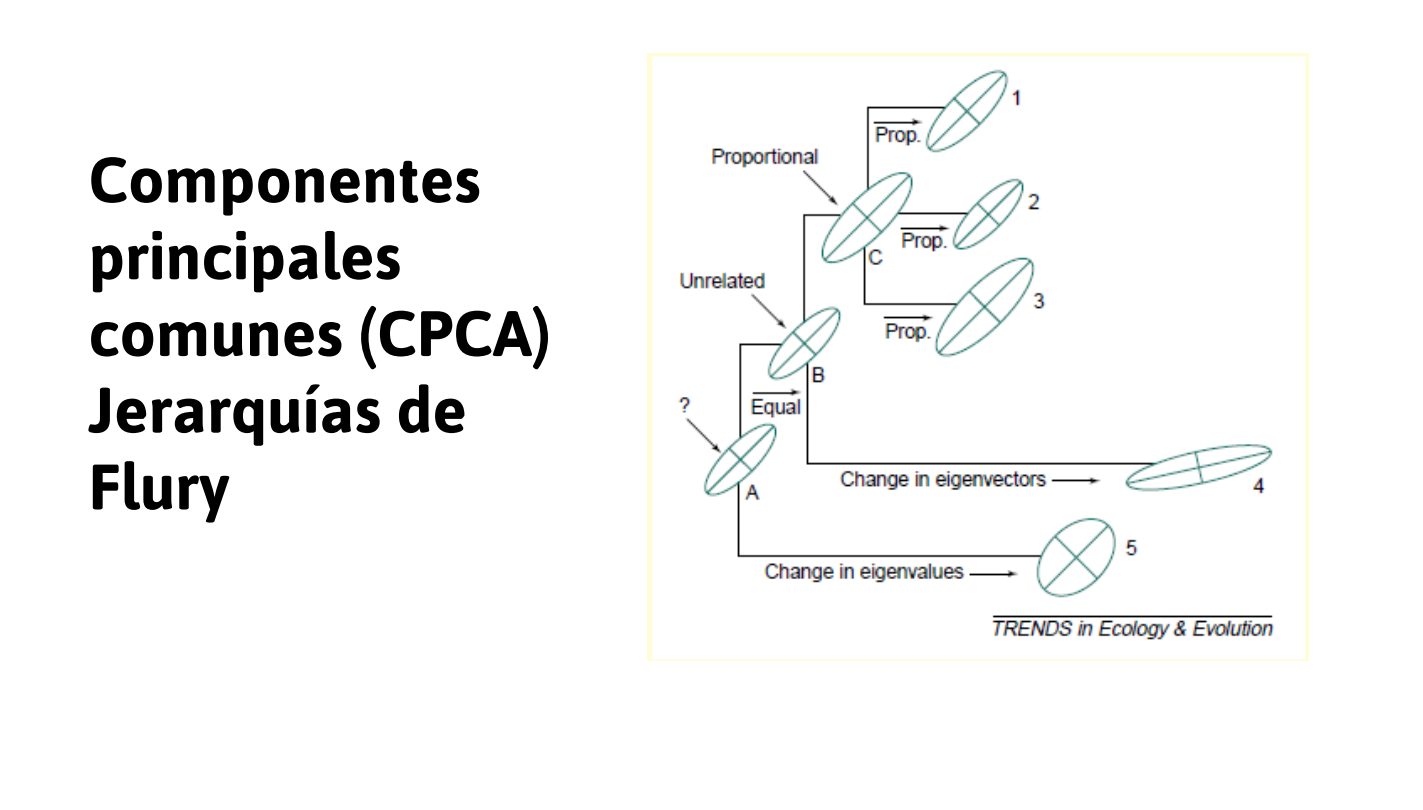 Componentes
principales
comunes (CPCA)
Jerarquías de
Flury
1
Prop.
Proportional
2
Prop.
C
Unrelated
3
Prop.
B
Equal
?
A
Change in eigenvectors
4
5
Change in eigenvalues
TRENDS in Ecology & Evolution